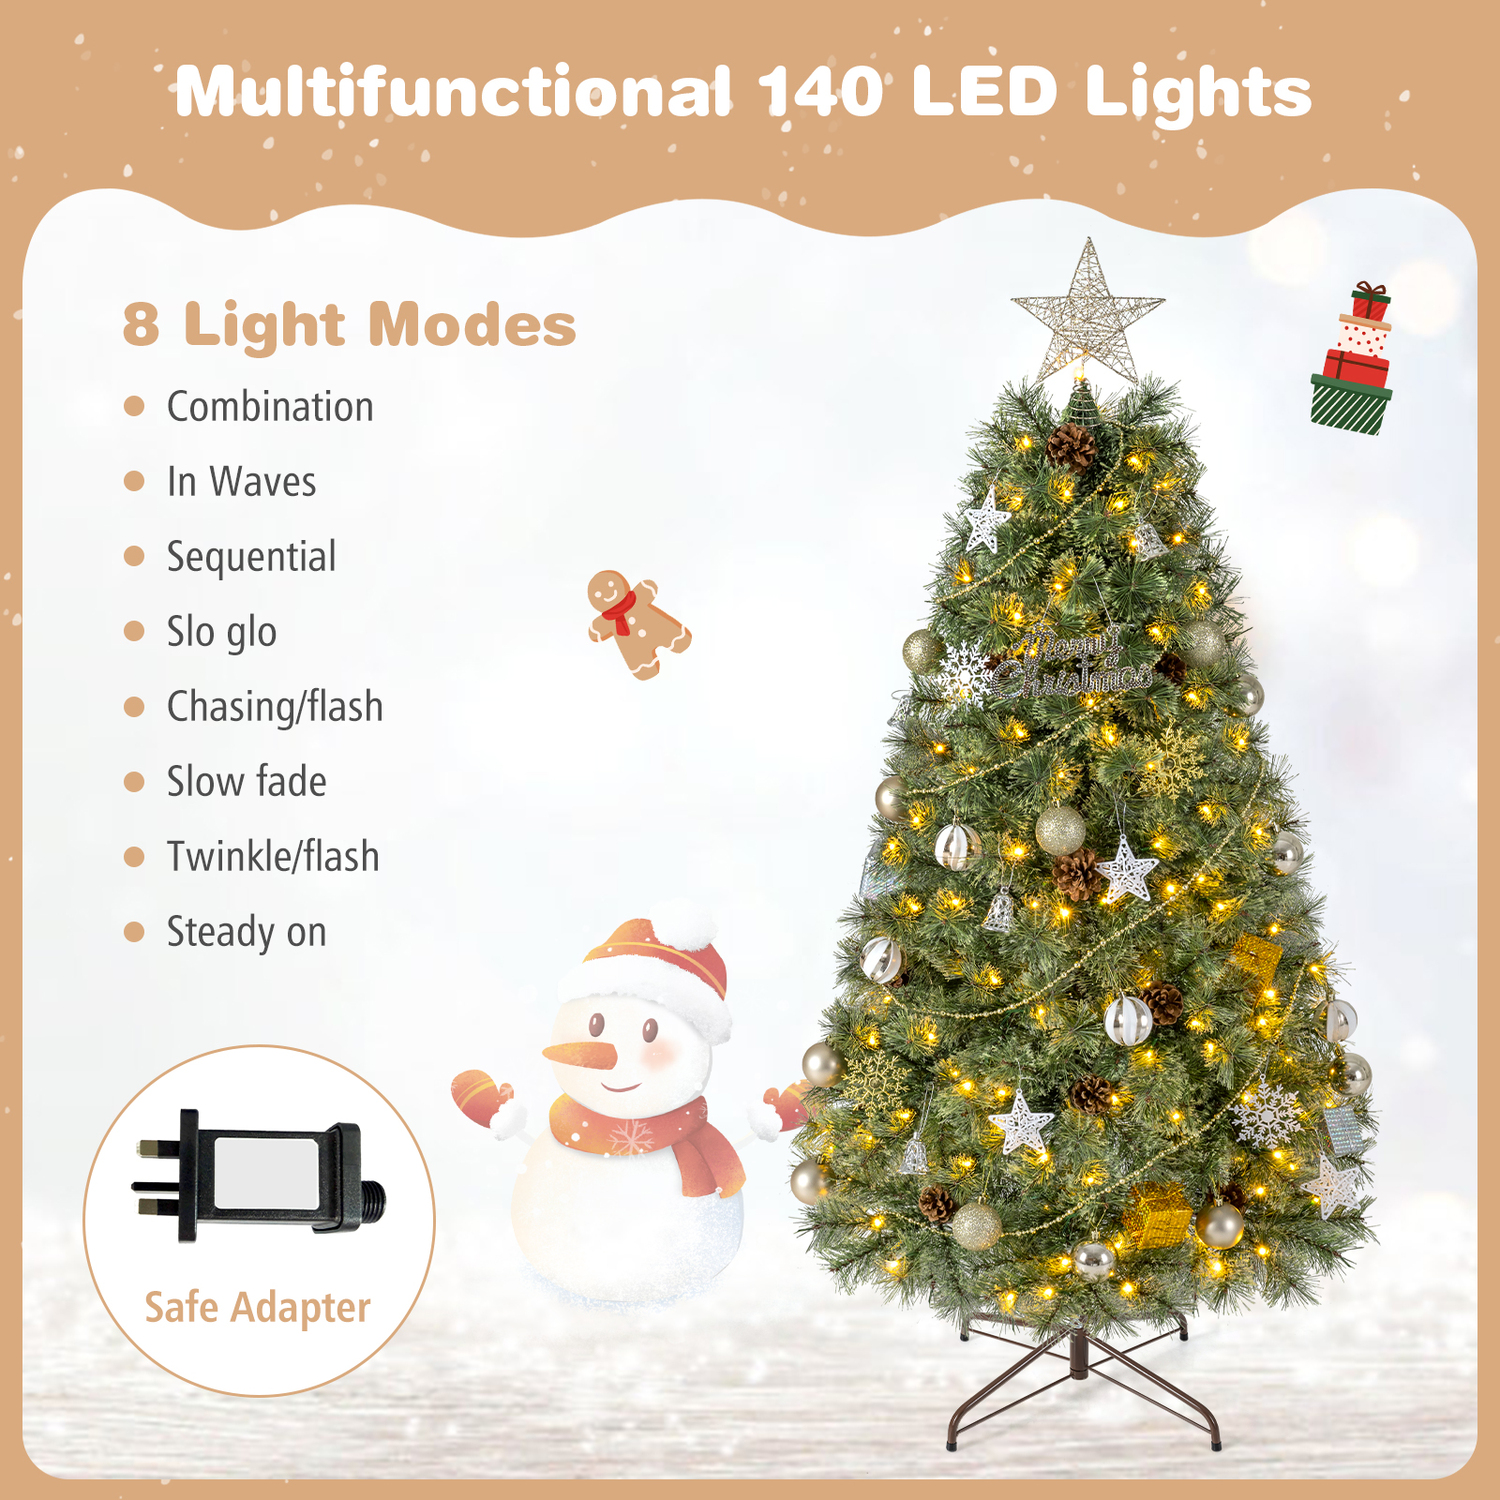 Multifunctional 140 LED Lights
8 Light Modes
Combination
In Waves
Sequential
Slo glo
Chasing/flash
Slow fade
Twinkle/flash
Steady on
Merry
Christmas
Safe Adapter